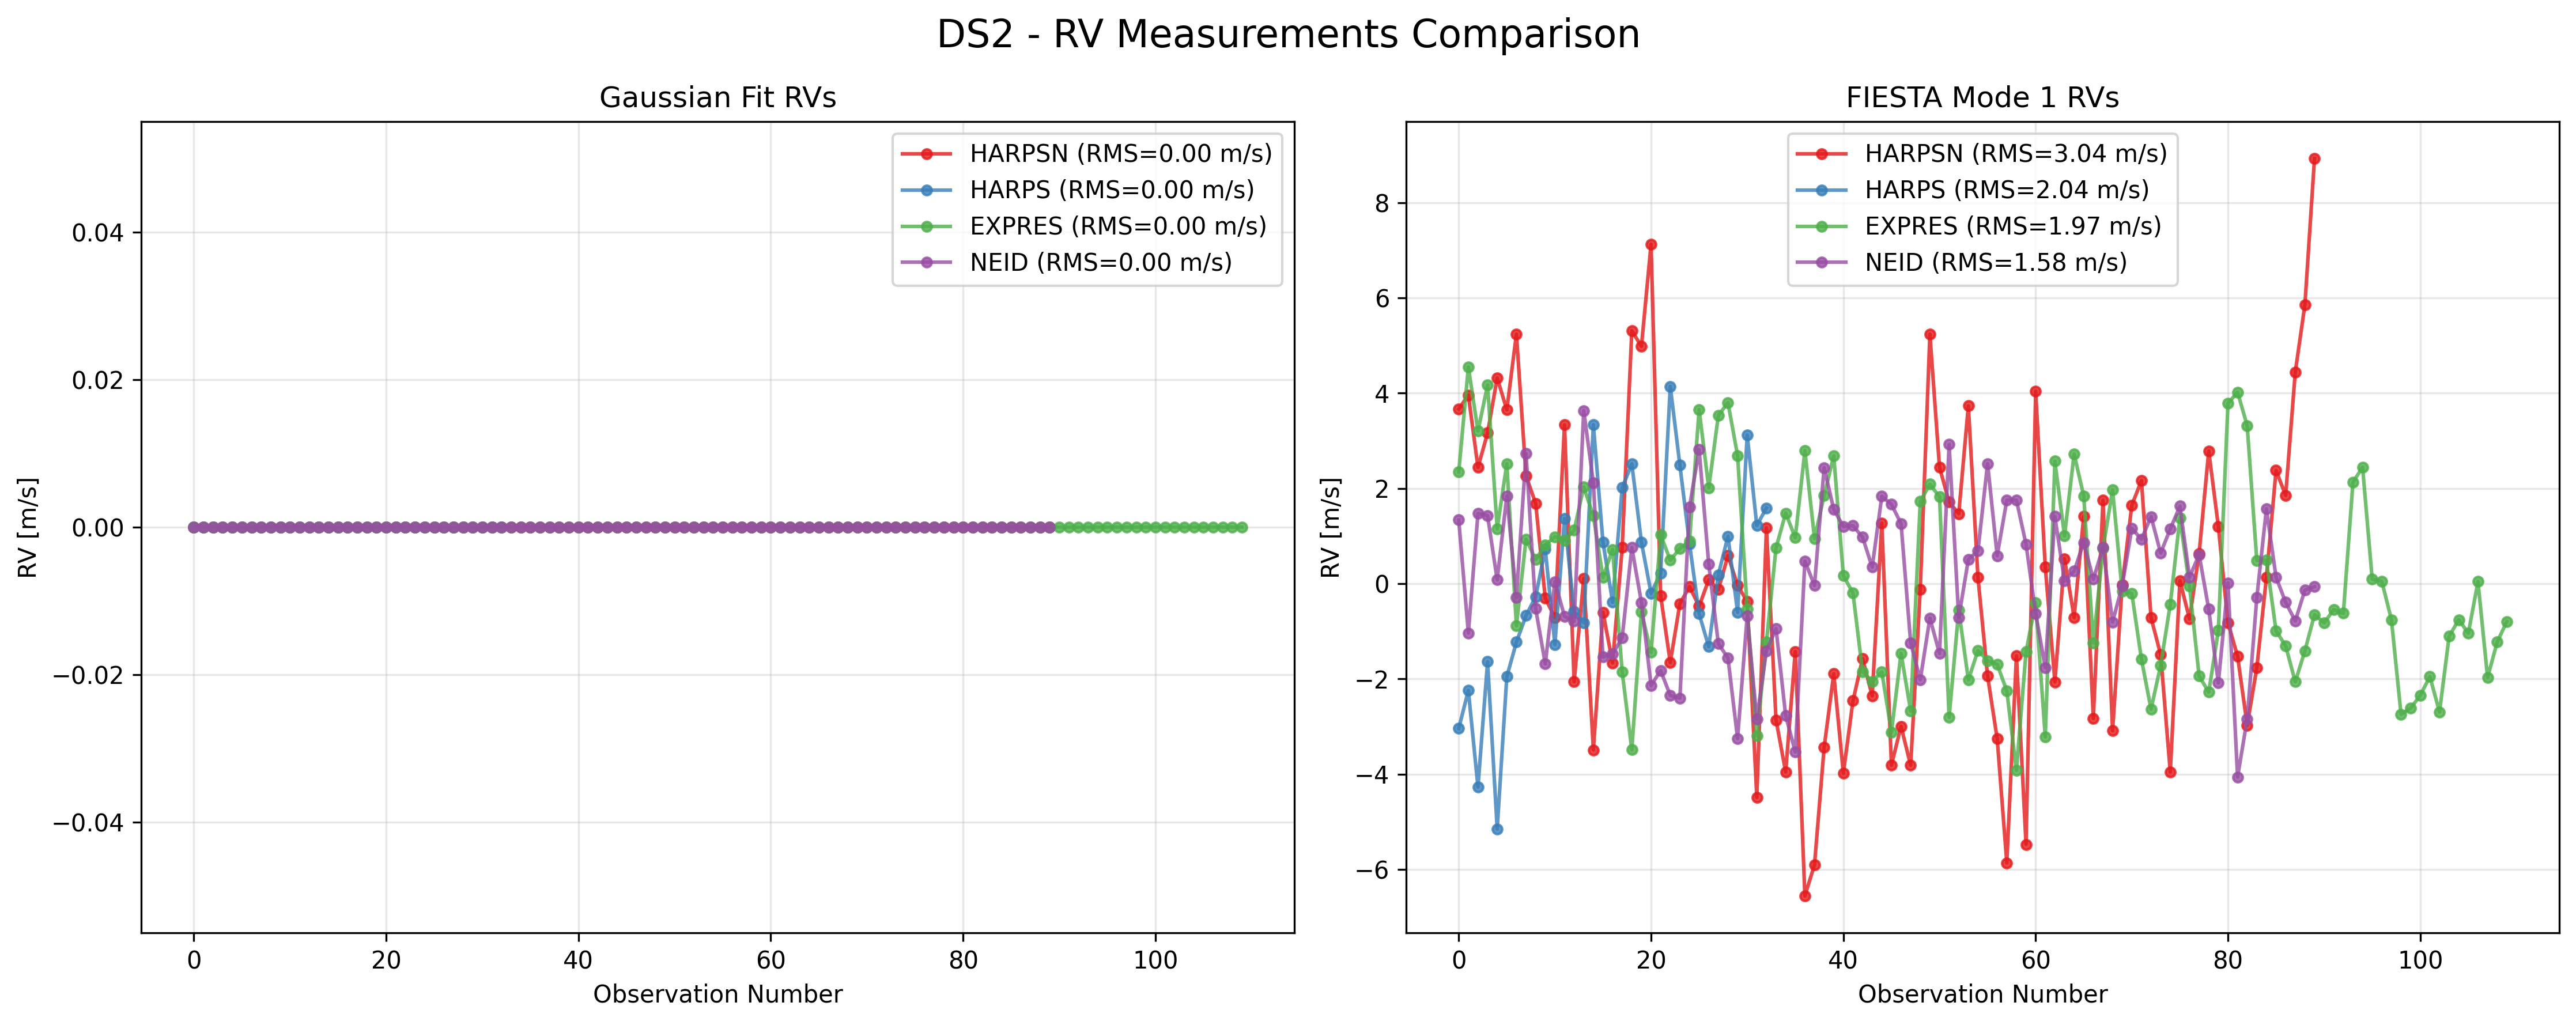 DS2 - RV Measurements Comparison
Gaussian Fit RVs
HARPSN (RMS=0.00 m/s)
HARPS (RMS=0.00 m/s)
EXPRES (RMS=0.00 m/s)
NEID (RMS=0.00 m/s)
0.04
0.02
0.00
−0.02
−0.04
RV [m/s]
0 20 40 60 80 100
Observation Number
FIESTA Mode 1 RVs
HARPSN (RMS=3.04 m/s)
HARPS (RMS=2.04 m/s)
EXPRES (RMS=1.97 m/s)
NEID (RMS=1.58 m/s)
8
6
4
2
0
−2
−4
−6
RV [m/s]
0 20 40 60 80 100
Observation Number